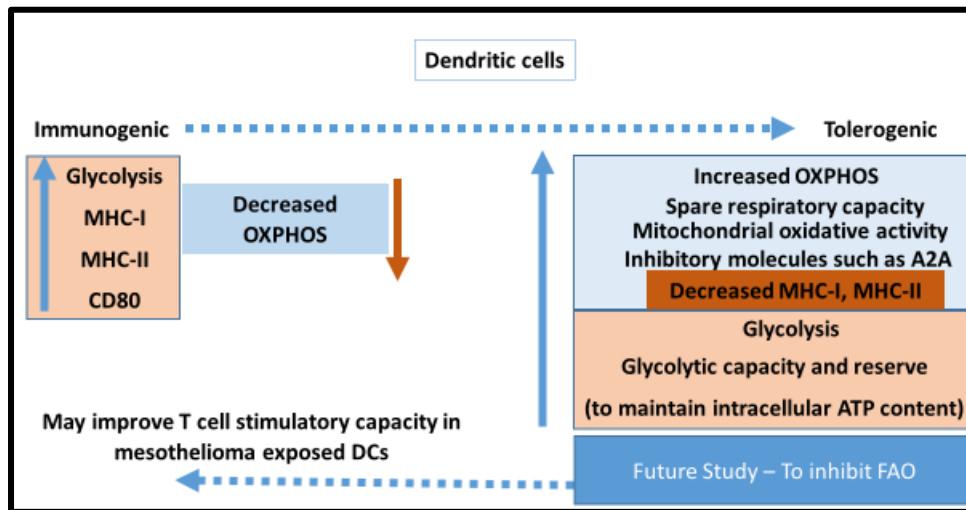 Dendritic cells
Immunogenic
Tolerogenic
Glycolysis
MHC-I
MHC-II
CD80
Decreased
OXPHOS
Increased OXPHOS
Spare respiratory capacity
Mitochondrial oxidative activity
Inhibitory molecules such as A2A
Decreased MHC-I, MHC-II
Glycolysis
Glycolytic capacity and reserve
(to maintain intracellular ATP content)
May improve T cell stimulatory capacity in
mesothelioma exposed DCs
Future Study – To inhibit FAO